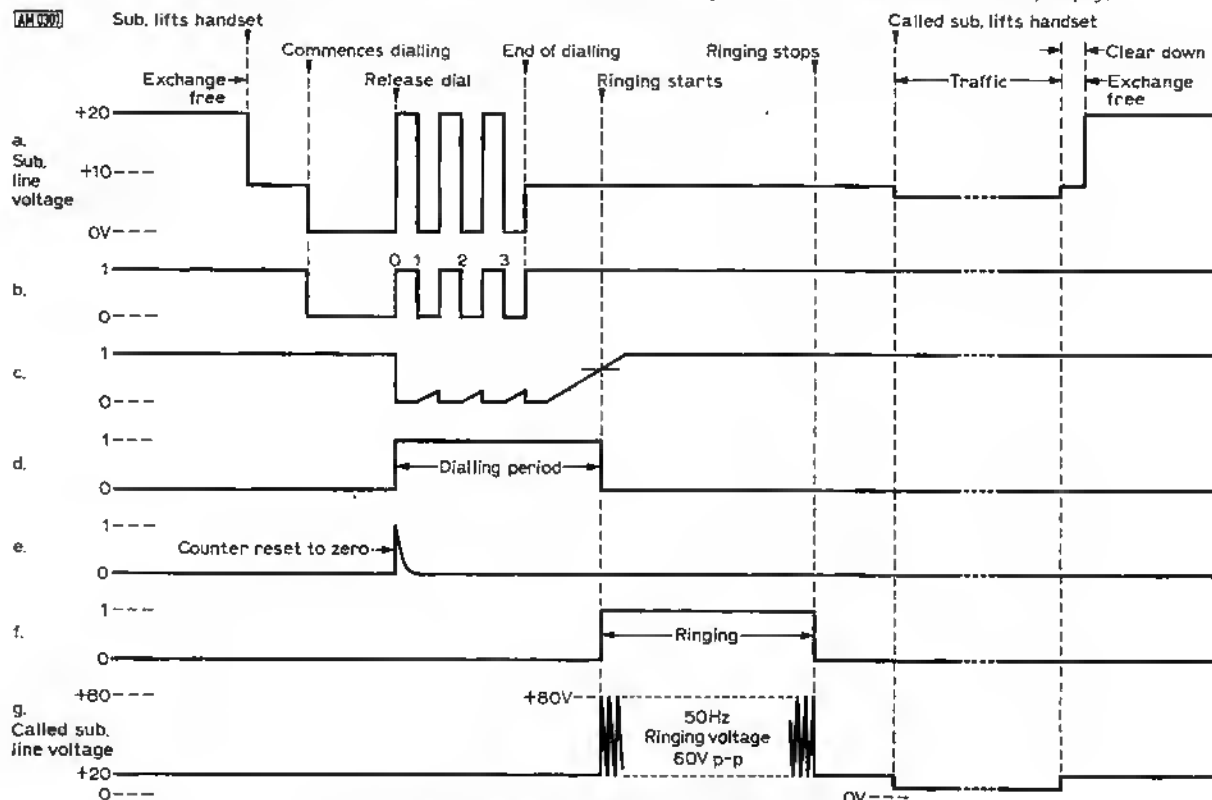 AM 0307
Sub. lifts handset
Called sub. lifts handset
Commences dialling
End of dialling
Ringing stops
Clear down
Exchange free
Release dial
Ringing starts
Traffic
Exchange free
+20
a.
Sub. line voltage
+10
0V
0 1 2 3
1
b.
0
1
c.
0
1
d.
Dialling period
0
1
e.
Counter reset to zero
0
1
f.
Ringing
0
+80
+80V
g.
Called sub. line voltage
50Hz
Ringing voltage
60V p-p
+20
0
0V